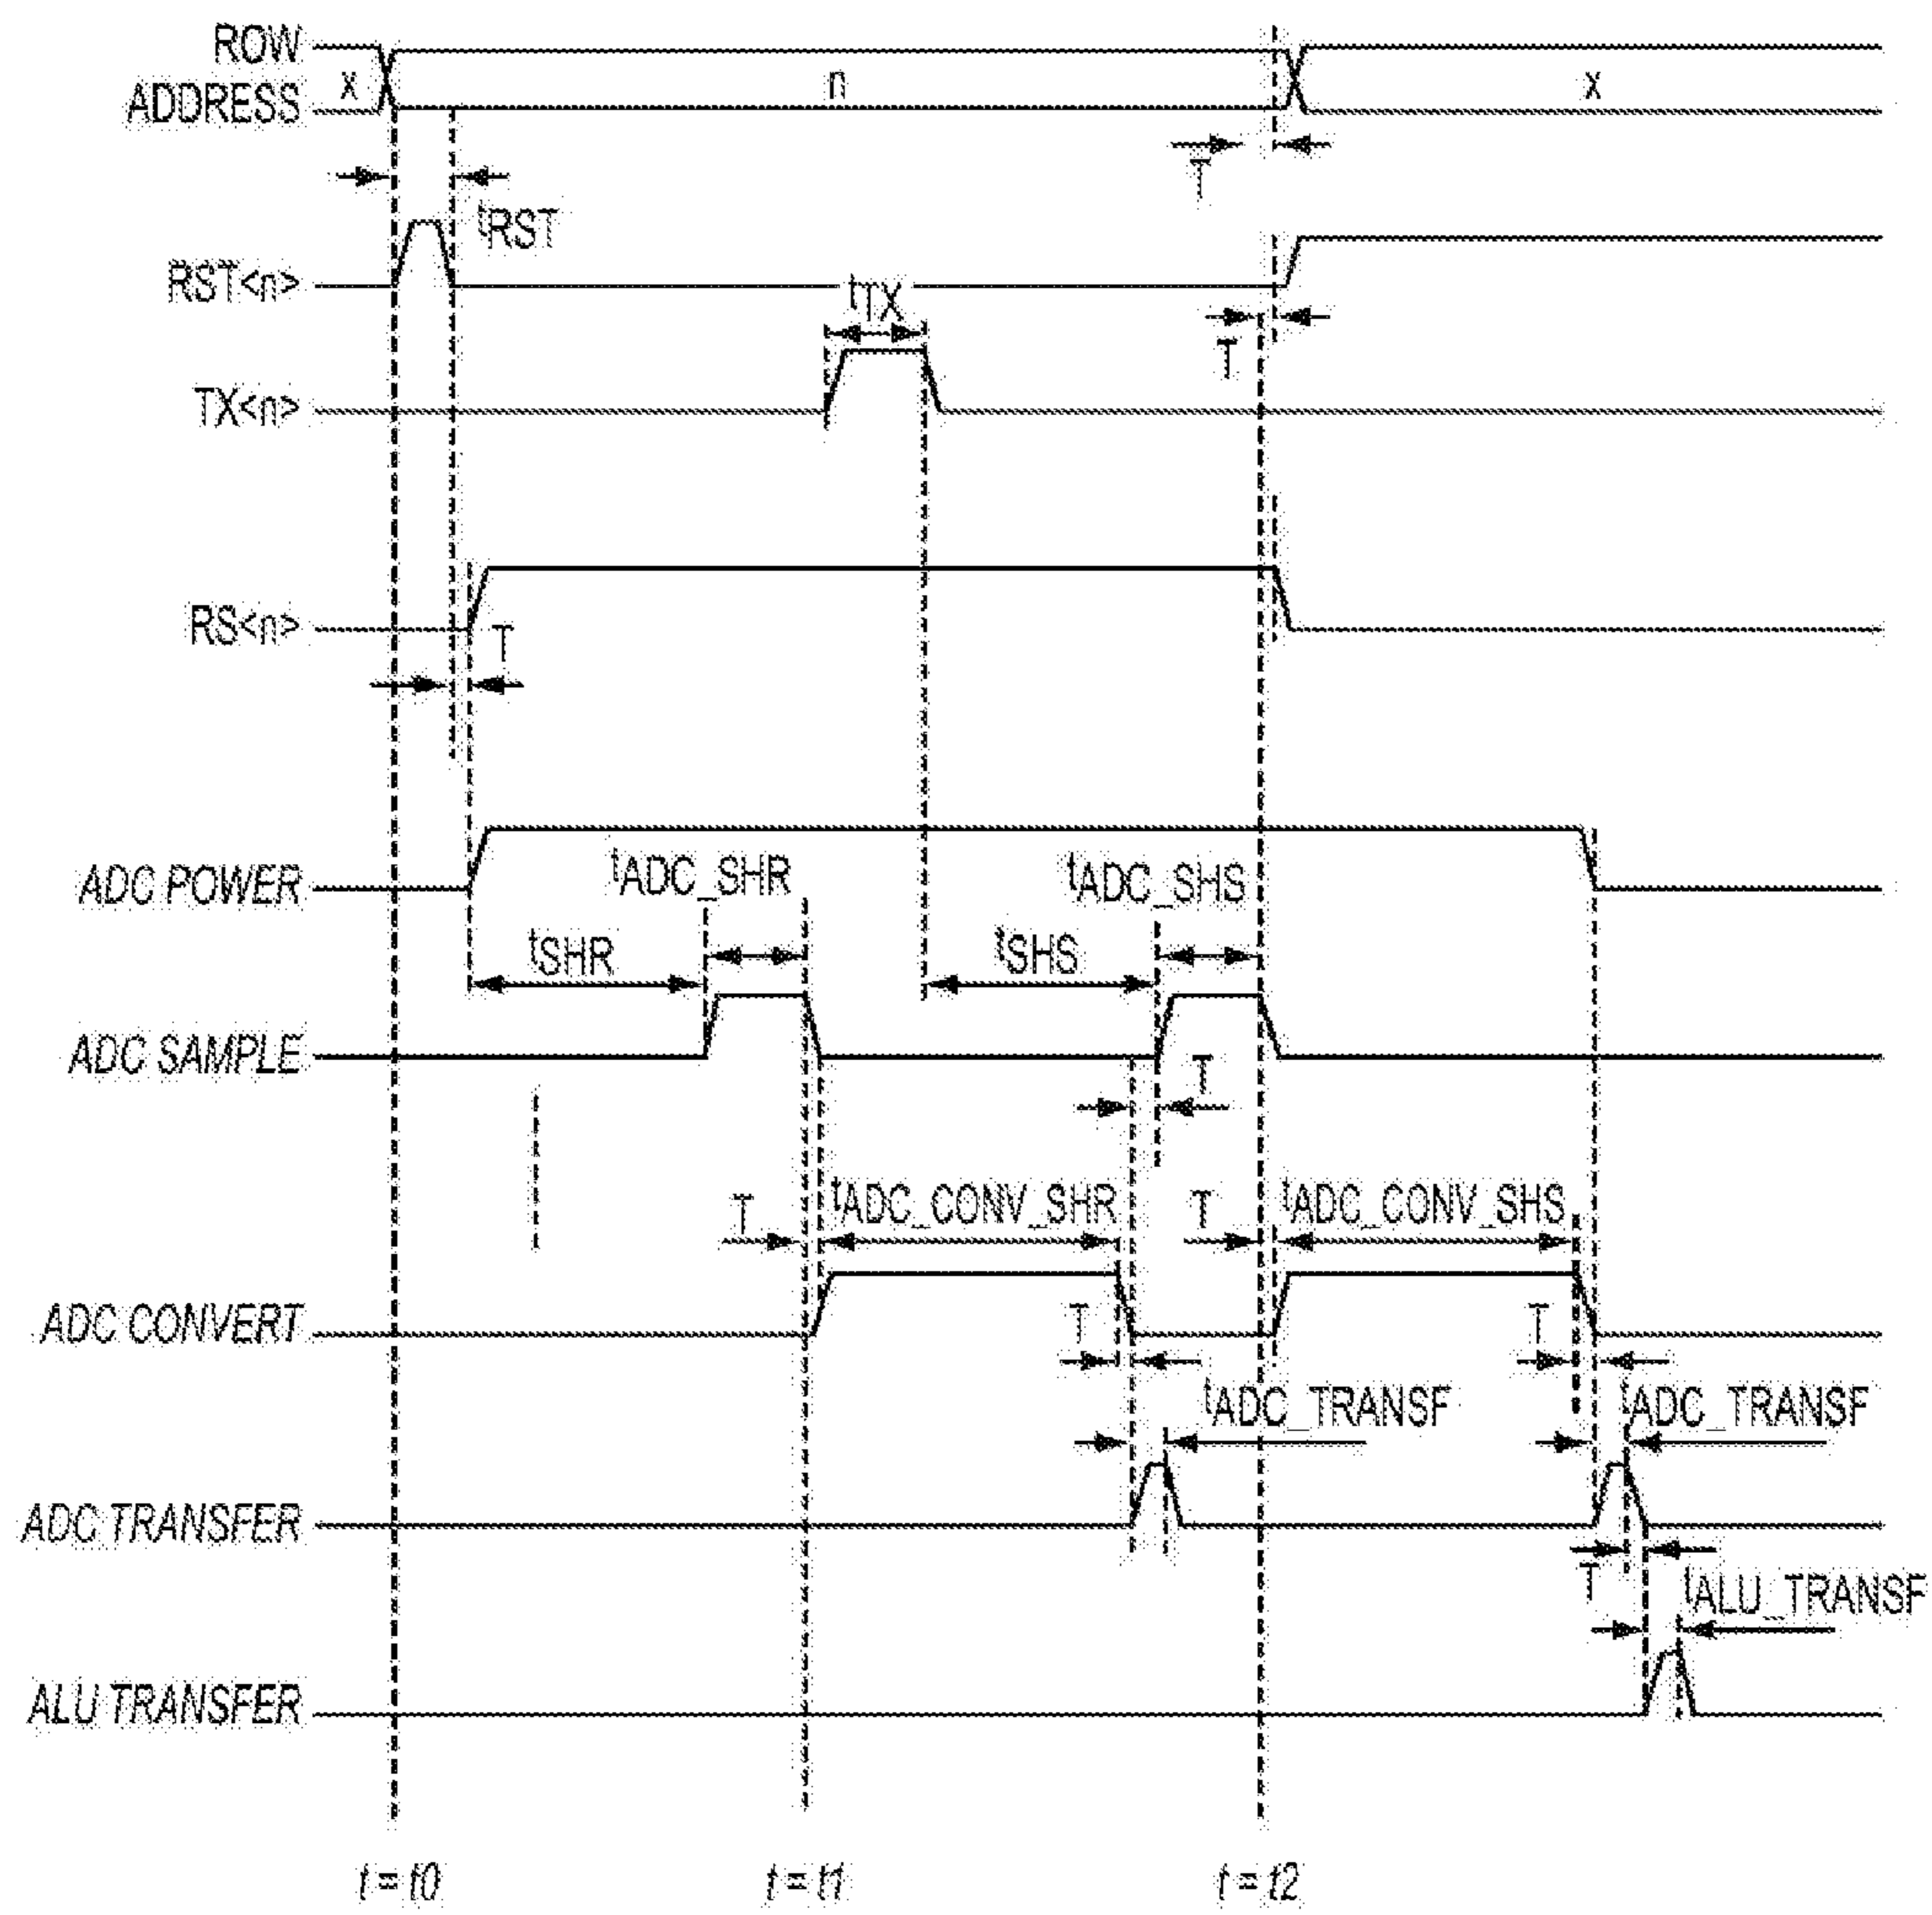 ROW
ADDRESS
x
n
x
T
tRST
RST<n>
tTX
T
TX<n>
RS<n>
T
ADC POWER
tADC_SHR
tADC_SHS
tSHR
tSHS
ADC SAMPLE
T
T
tADC_CONV_SHR
T
tADC_CONV_SHS
ADC CONVERT
T
T
tADC_TRANSF
tADC_TRANSF
ADC TRANSFER
T
tALU_TRANSF
ALU TRANSFER
t = t0
t = t1
t = t2